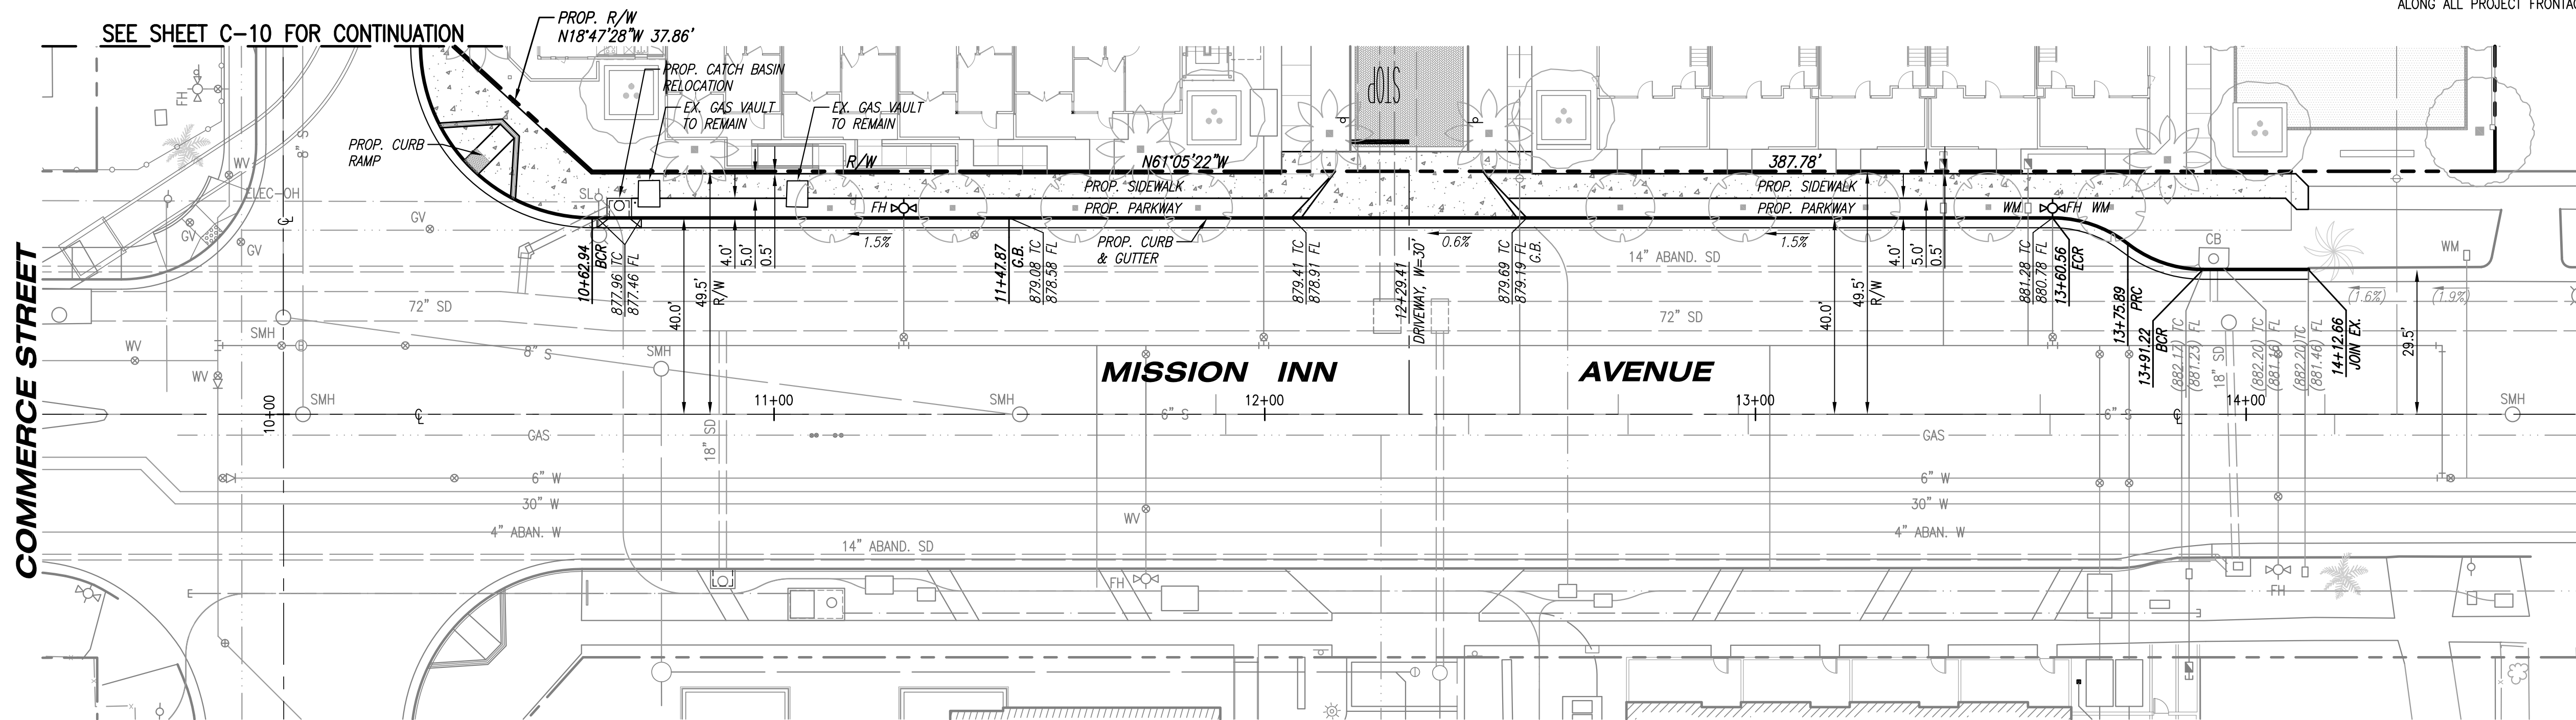 ALONG ALL PROJECT FRONTAG
SEE SHEET C-10 FOR CONTINUATION
PROP. R/W
N18°47'28"W 37.86'
PROP. CATCH BASIN
RELOCATION
EX. GAS VAULT
TO REMAIN
EX. GAS VAULT
TO REMAIN
PROP. CURB
RAMP
FH
8" S
WV
ELEC-OH
GV
GV
GV
SL
STOP
R/W
N61°05'22"W
387.78'
PROP. SIDEWALK
PROP. SIDEWALK
FH
PROP. PARKWAY
PROP. PARKWAY
WM
FH
WM
1.5%
PROP. CURB
& GUTTER
0.6%
1.5%
10+62.94
BCR
877.96 TC
877.46 FL
4.0'
5.0'
0.5'
40.0'
49.5'
R/W
11+47.87
G.B.
879.08 TC
878.58 FL
879.41 TC
878.91 FL
12+29.41
DRIVEWAY, W=30'
879.69 TC
879.19 FL
G.B.
14" ABAND. SD
4.0'
5.0'
0.5'
40.0'
49.5'
R/W
881.28 TC
880.78 FL
13+60.56
ECR
13+75.89
PRC
13+91.22
BCR
(882.17) TC
(881.23) FL
18" SD
(882.20) TC
(881.16) FL
(882.20)TC
(881.46) FL
14+12.66
JOIN EX.
CB
WM
(1.6%)
(1.9%)
29.5'
72" SD
72" SD
SMH
WV
WV
8" S
SMH
COMMERCE STREET
MISSION INN AVENUE
10+00
SMH
℄
℄
11+00
SMH
6" S
12+00
13+00
6" S
℄
14+00
SMH
GAS
18" SD
GAS
6" W
6" W
30" W
30" W
WV
4" ABAN. W
4" ABAN. W
14" ABAND. SD
FH
FH
E